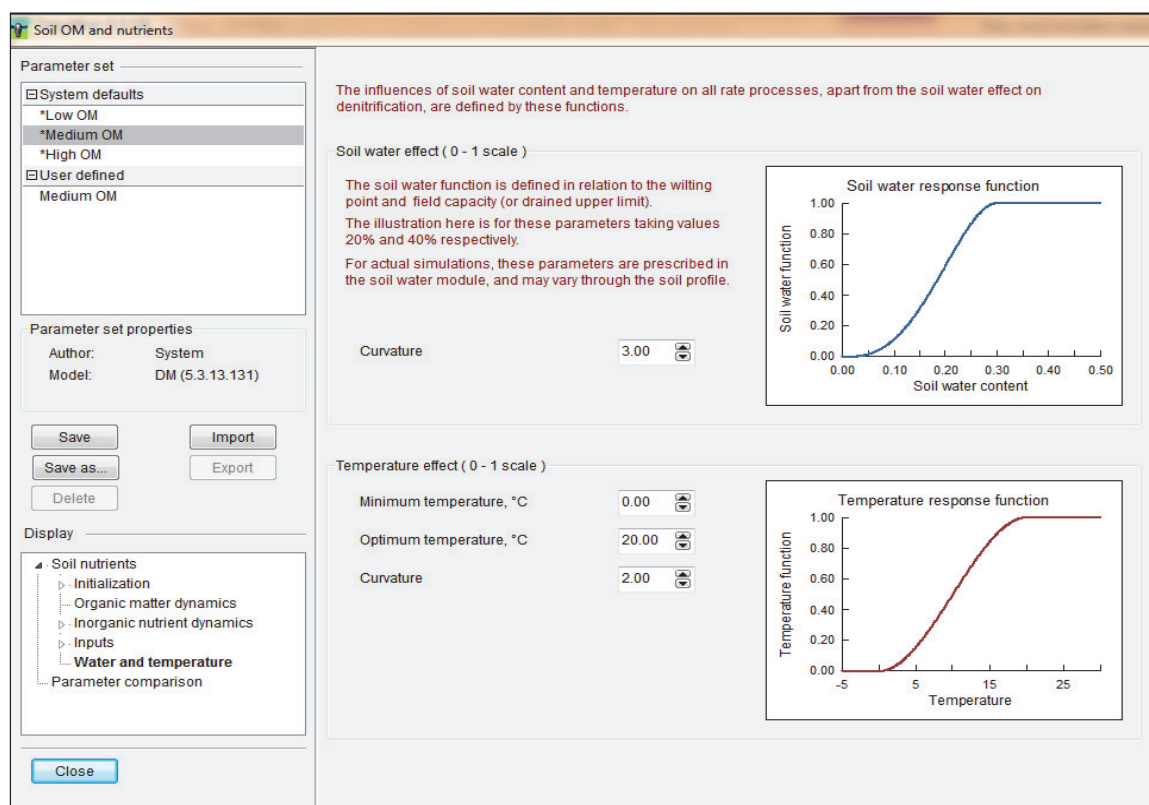 Soil OM and nutrients
Parameter set
System defaults
*Low OM
*Medium OM
*High OM
User defined
Medium OM
Parameter set properties
Author: System
Model: DM (5.3.13.131)
Save Import
Save as... Export
Delete
Display
Soil nutrients
Initialization
Organic matter dynamics
Inorganic nutrient dynamics
Inputs
Water and temperature
Parameter comparison
Close
The influences of soil water content and temperature on all rate processes, apart from the soil water effect on
denitrification, are defined by these functions.
Soil water effect ( 0 - 1 scale )
The soil water function is defined in relation to the wilting
point and field capacity (or drained upper limit).
The illustration here is for these parameters taking values
20% and 40% respectively.
For actual simulations, these parameters are prescribed in
the soil water module, and may vary through the soil profile.
Curvature 3.00
Soil water response function
Soil water function
1.00
0.80
0.60
0.40
0.20
0.00
0.00 0.10 0.20 0.30 0.40 0.50
Soil water content
Temperature effect ( 0 - 1 scale )
Minimum temperature, °C 0.00
Optimum temperature, °C 20.00
Curvature 2.00
Temperature response function
Temperature function
1.00
0.80
0.60
0.40
0.20
0.00
-5 5 15 25
Temperature